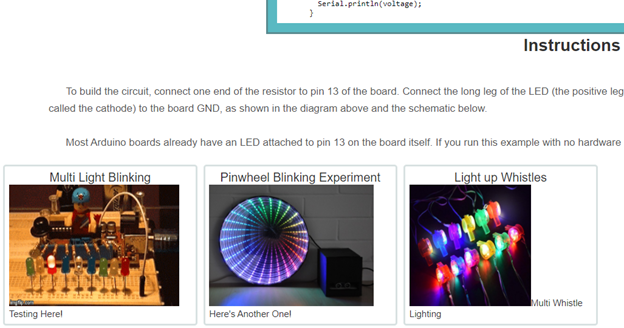 Serial.println(voltage);
}
Instructions
To build the circuit, connect one end of the resistor to pin 13 of the board. Connect the long leg of the LED (the positive leg
called the cathode) to the board GND, as shown in the diagram above and the schematic below.
Most Arduino boards already have an LED attached to pin 13 on the board itself. If you run this example with no hardware
Multi Light Blinking
Testing Here!
Pinwheel Blinking Experiment
Here's Another One!
Light up Whistles
Multi Whistle
Lighting